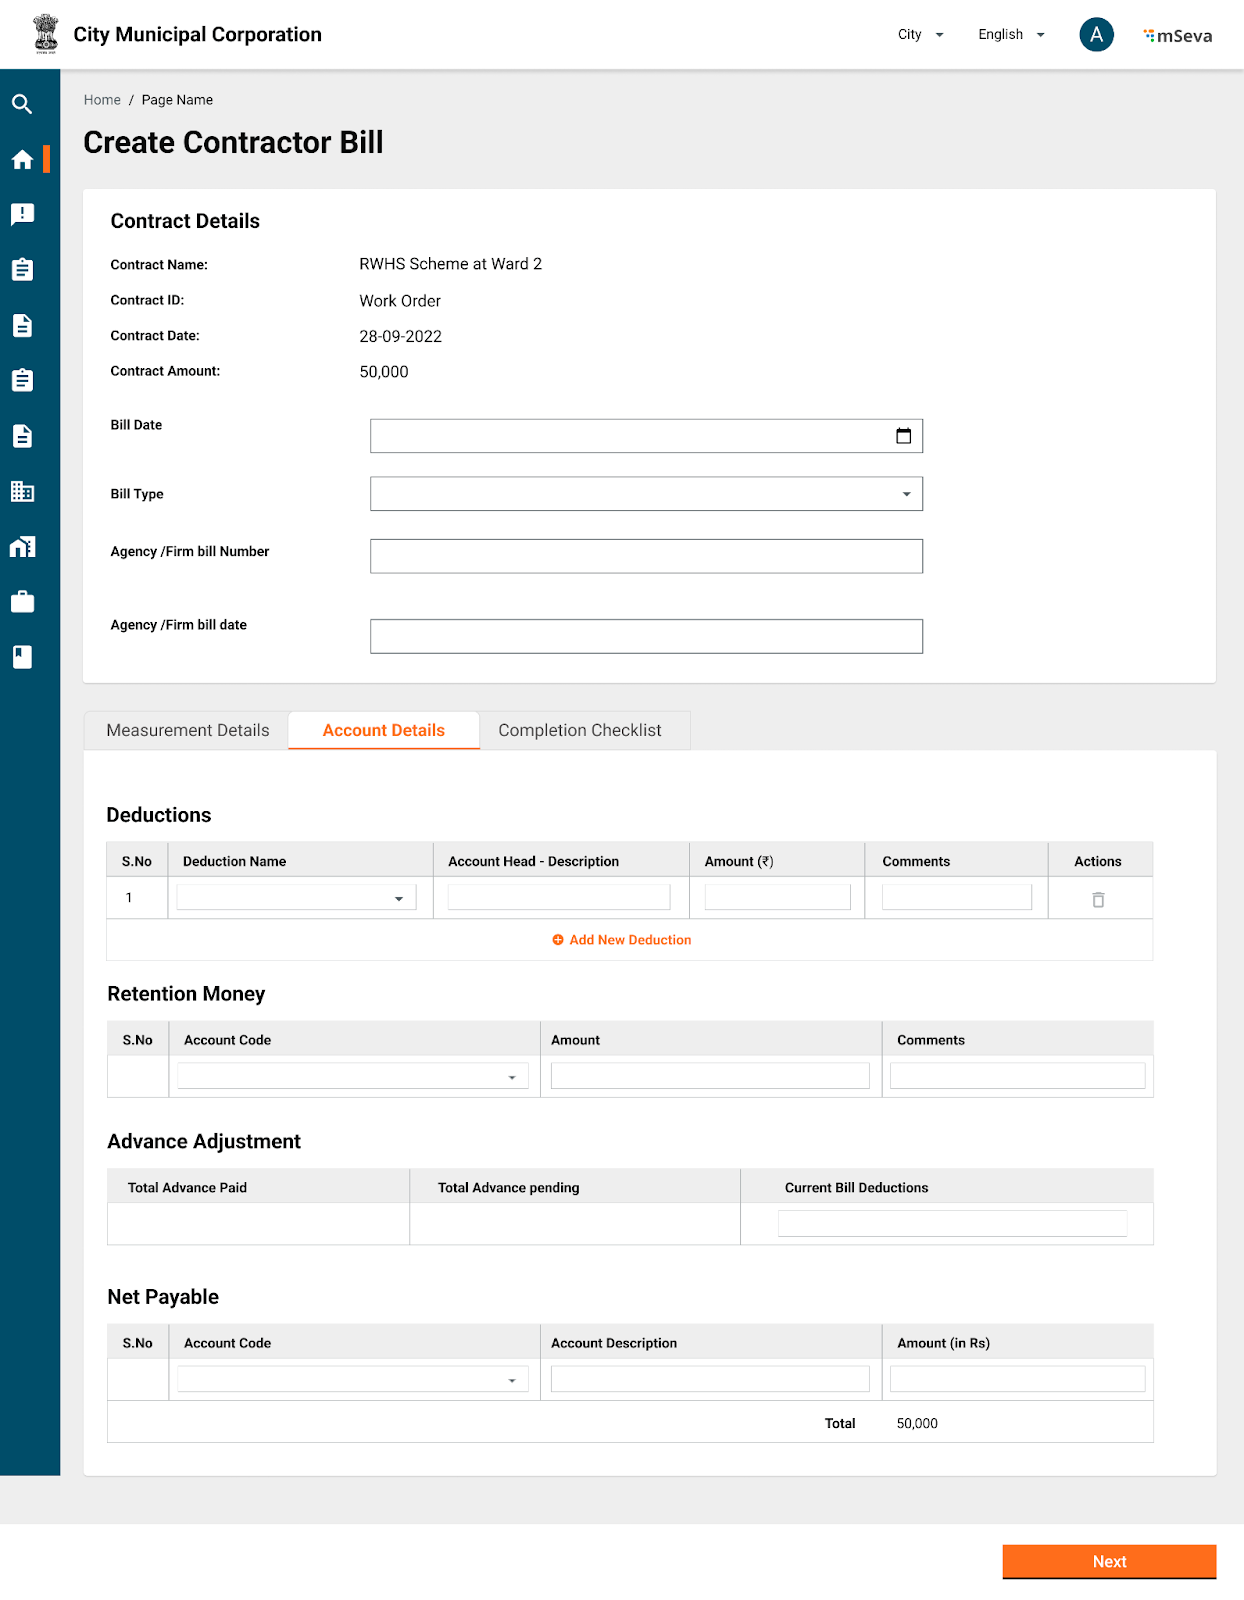 City Municipal Corporation
City
English
A
mSeva
Home / Page Name
Create Contractor Bill
Contract Details
Contract Name: RWHS Scheme at Ward 2
Contract ID: Work Order
Contract Date: 28-09-2022
Contract Amount: 50,000
Bill Date
Bill Type
Agency /Firm bill Number
Agency /Firm bill date
Measurement Details Account Details Completion Checklist
Deductions
S.No Deduction Name Account Head - Description Amount (₹) Comments Actions
1
Add New Deduction
Retention Money
S.No Account Code Amount Comments
Advance Adjustment
Total Advance Paid Total Advance pending Current Bill Deductions
Net Payable
S.No Account Code Account Description Amount (in Rs)
Total 50,000
Next